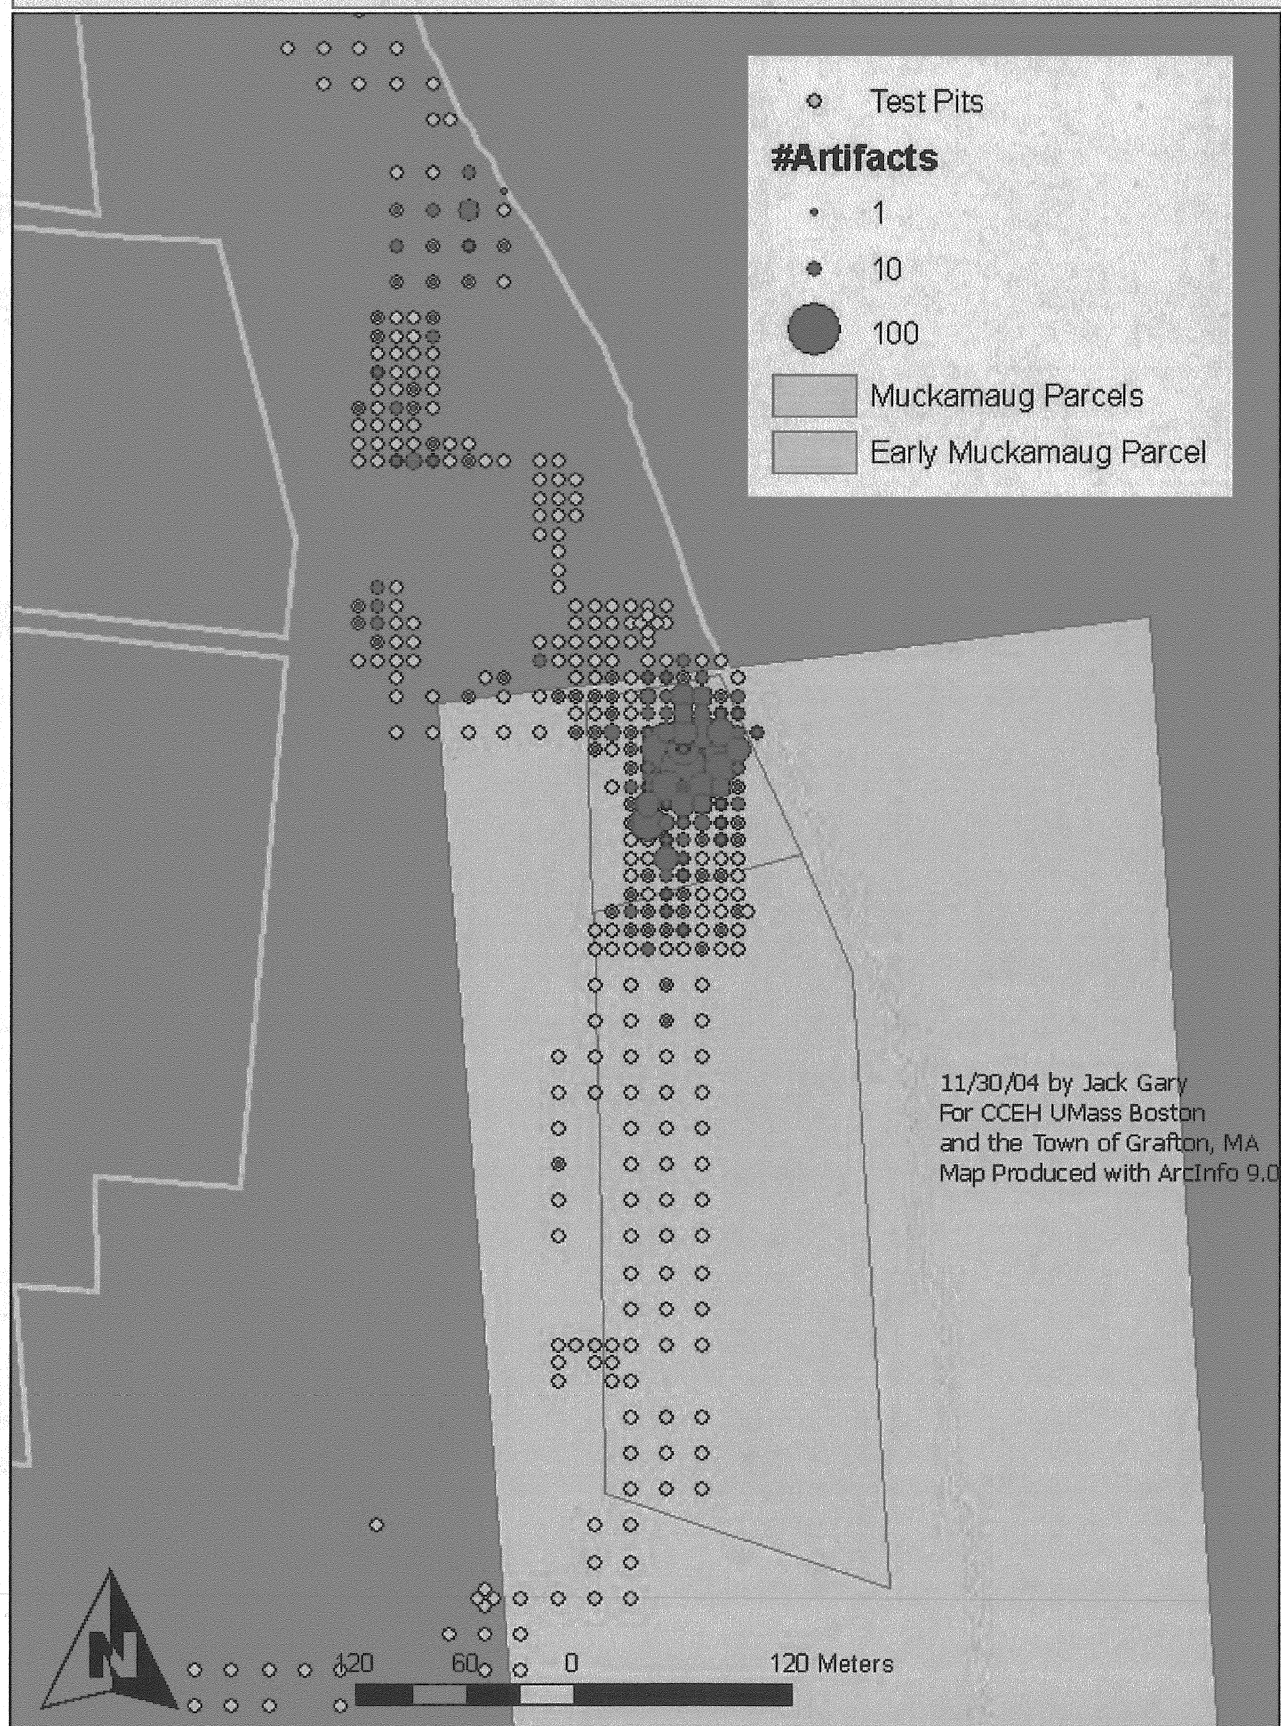 Test Pits
#Artifacts
1
10
100
Muckamaug Parcels
Early Muckamaug Parcel
11/30/04 by Jack Gary
For CCEH UMass Boston
and the Town of Grafton, MA
Map Produced with ArcInfo 9.0
N
120 60 0 120 Meters